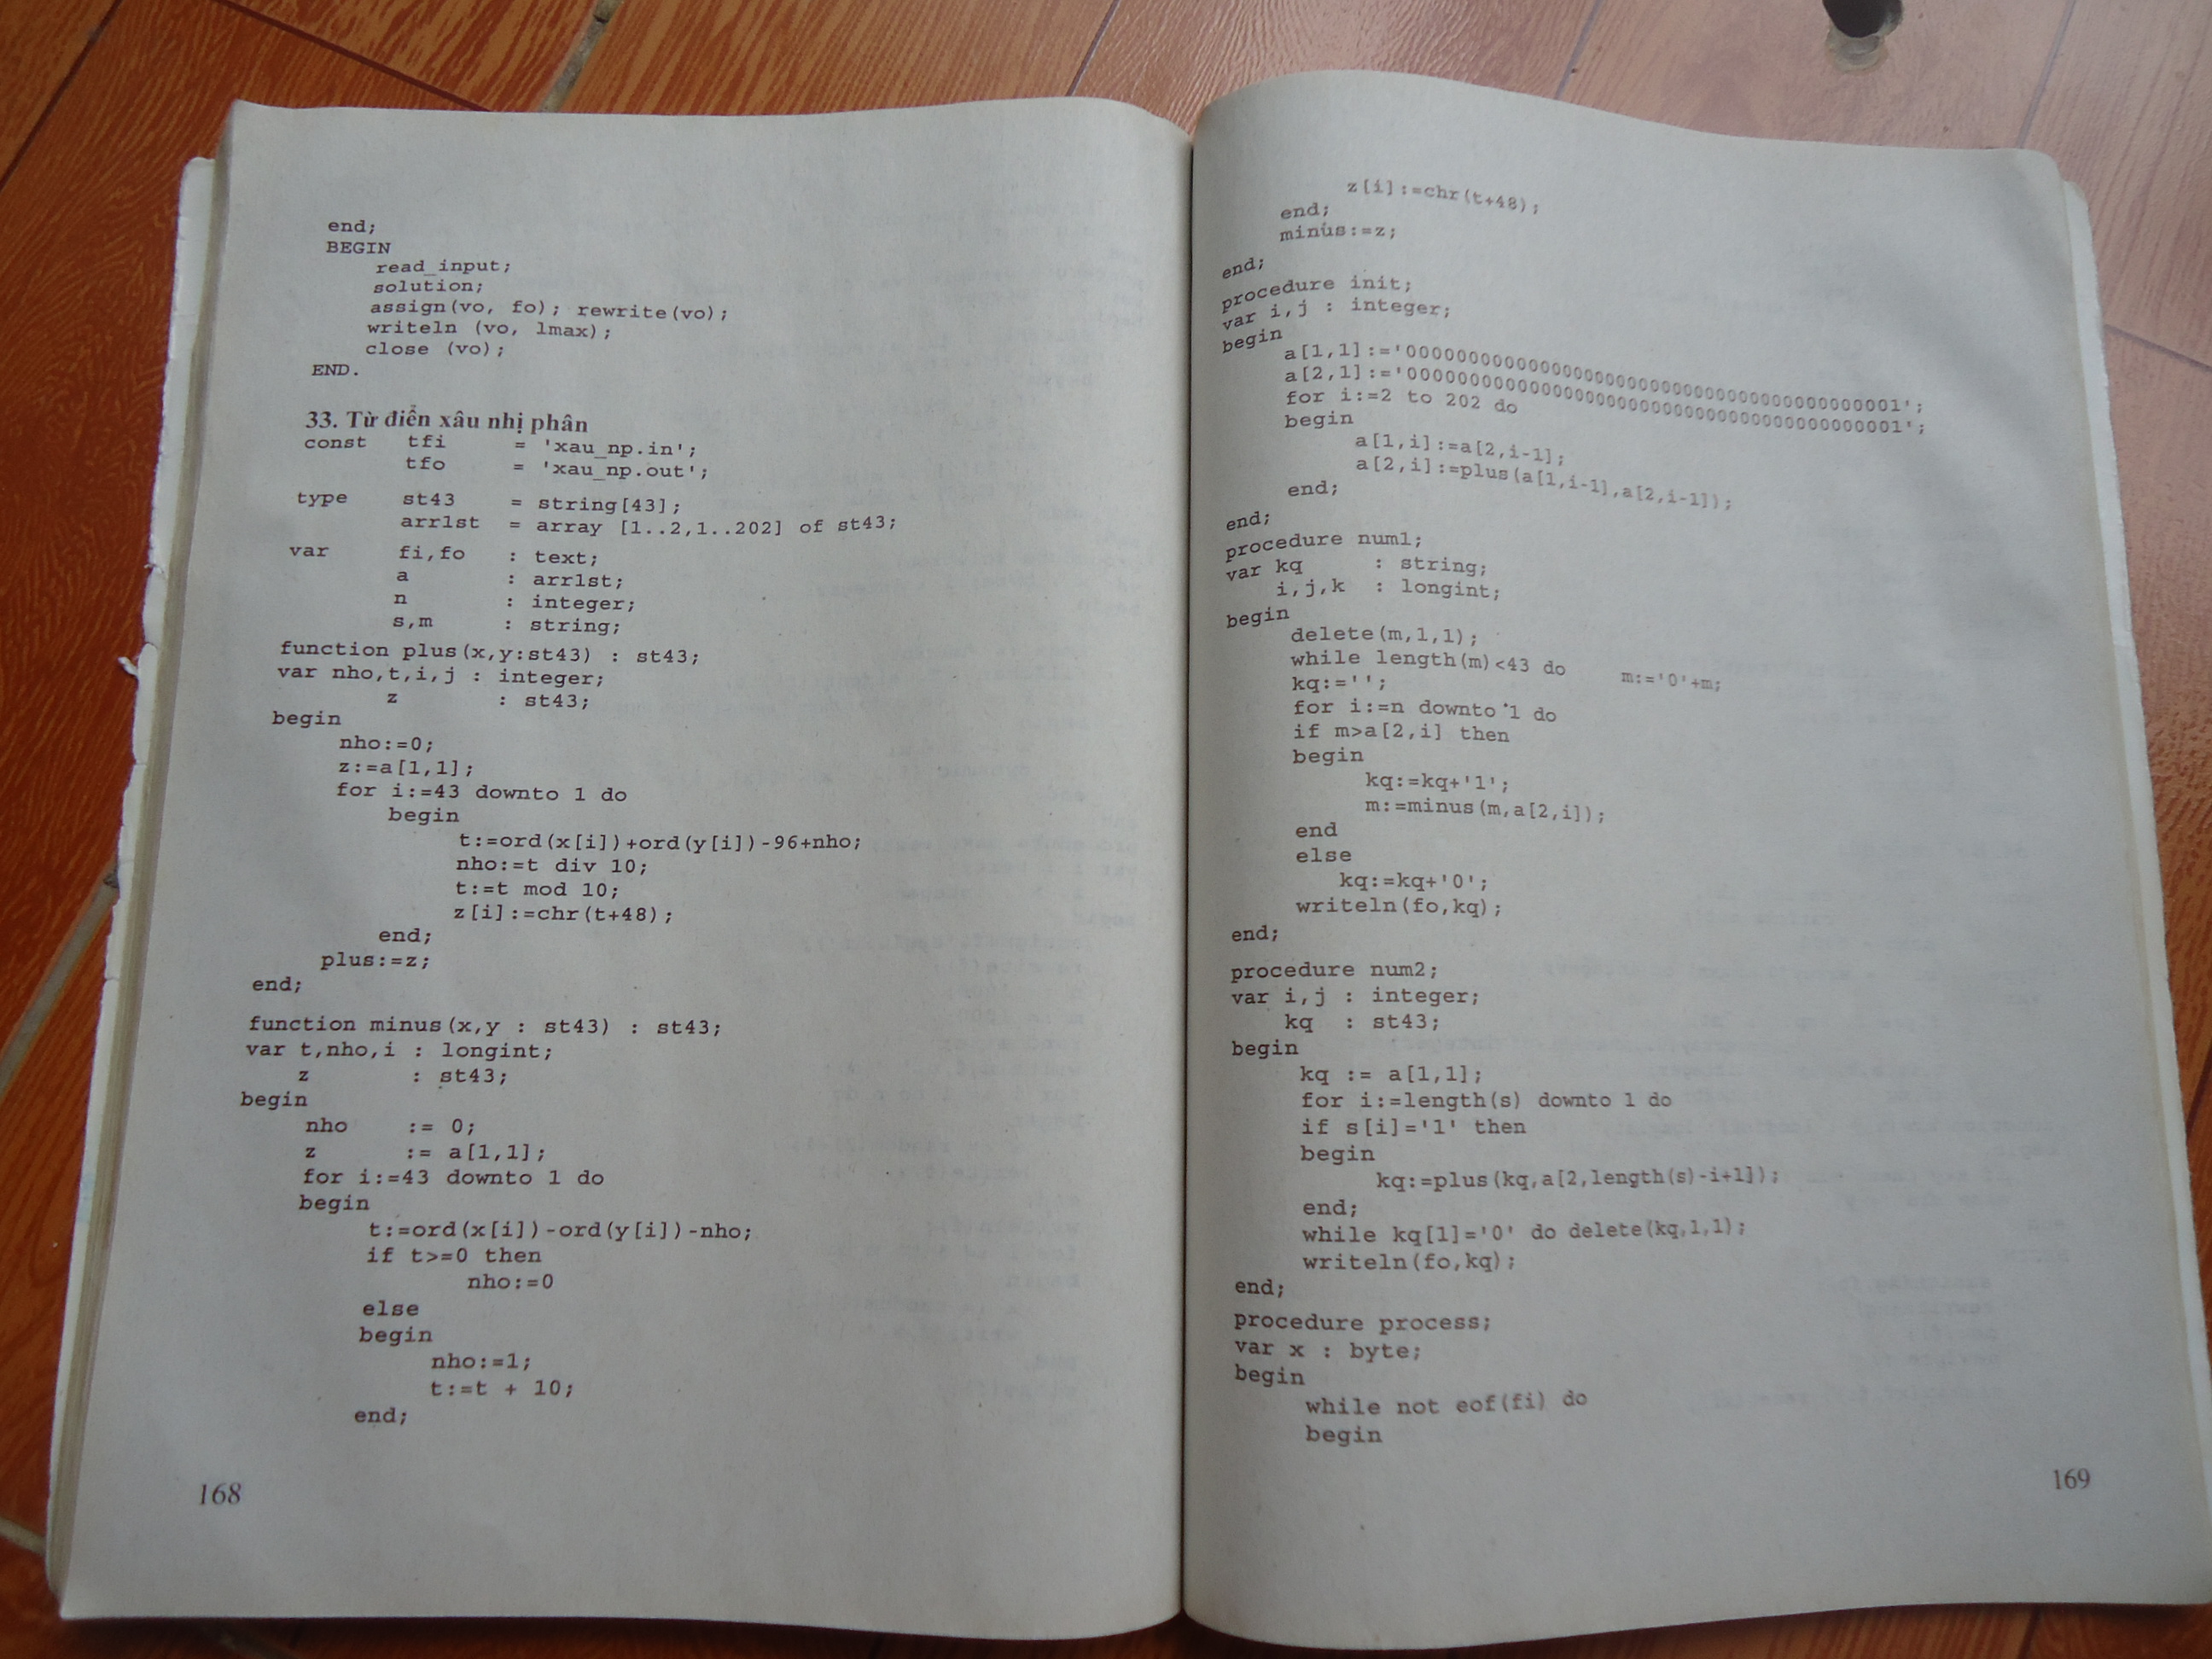 end;
BEGIN
read_input;
solution;
assign(vo, fo); rewrite(vo);
writeln (vo, lmax);
close (vo);
END.
33. Từ điển xâu nhị phân
const tfi = 'xau_np.in';
tfo = 'xau_np.out';
type st43 = string[43];
arr1st = array [1..2,1..202] of st43;
var fi,fo : text;
a : arr1st;
n : integer;
s,m : string;
function plus(x,y:st43) : st43;
var nho,t,i,j : integer;
z : st43;
begin
nho:=0;
z:=a[1,1];
for i:=43 downto 1 do
begin
t:=ord(x[i])+ord(y[i])-96+nho;
nho:=t div 10;
t:=t mod 10;
z[i]:=chr(t+48);
end;
plus:=z;
end;
function minus(x,y : st43) : st43;
var t,nho,i : longint;
z : st43;
begin
nho := 0;
z := a[1,1];
for i:=43 downto 1 do
begin
t:=ord(x[i])-ord(y[i])-nho;
if t>=0 then
nho:=0
else
begin
nho:=1;
t:=t + 10;
end;
168
z[i]:=chr(t+48);
end;
minus:=z;
end;
procedure init;
var i,j : integer;
begin
a[1,1]:='0000000000000000000000000000000000000000001';
a[2,1]:='0000000000000000000000000000000000000000001';
for i:=2 to 202 do
begin
a[1,i]:=a[2,i-1];
a[2,i]:=plus(a[1,i-1],a[2,i-1]);
end;
end;
procedure num1;
var kq : string;
i,j,k : longint;
begin
delete(m,1,1);
while length(m)<43 do m:='0'+m;
kq:='';
for i:=n downto 1 do
if m>a[2,i] then
begin
kq:=kq+'1';
m:=minus(m,a[2,i]);
end
else
kq:=kq+'0';
writeln(fo,kq);
end;
procedure num2;
var i,j : integer;
kq : st43;
begin
kq := a[1,1];
for i:=length(s) downto 1 do
if s[i]='1' then
begin
kq:=plus(kq,a[2,length(s)-i+1]);
end;
while kq[1]='0' do delete(kq,1,1);
writeln(fo,kq);
end;
procedure process;
var x : byte;
begin
while not eof(fi) do
begin
169